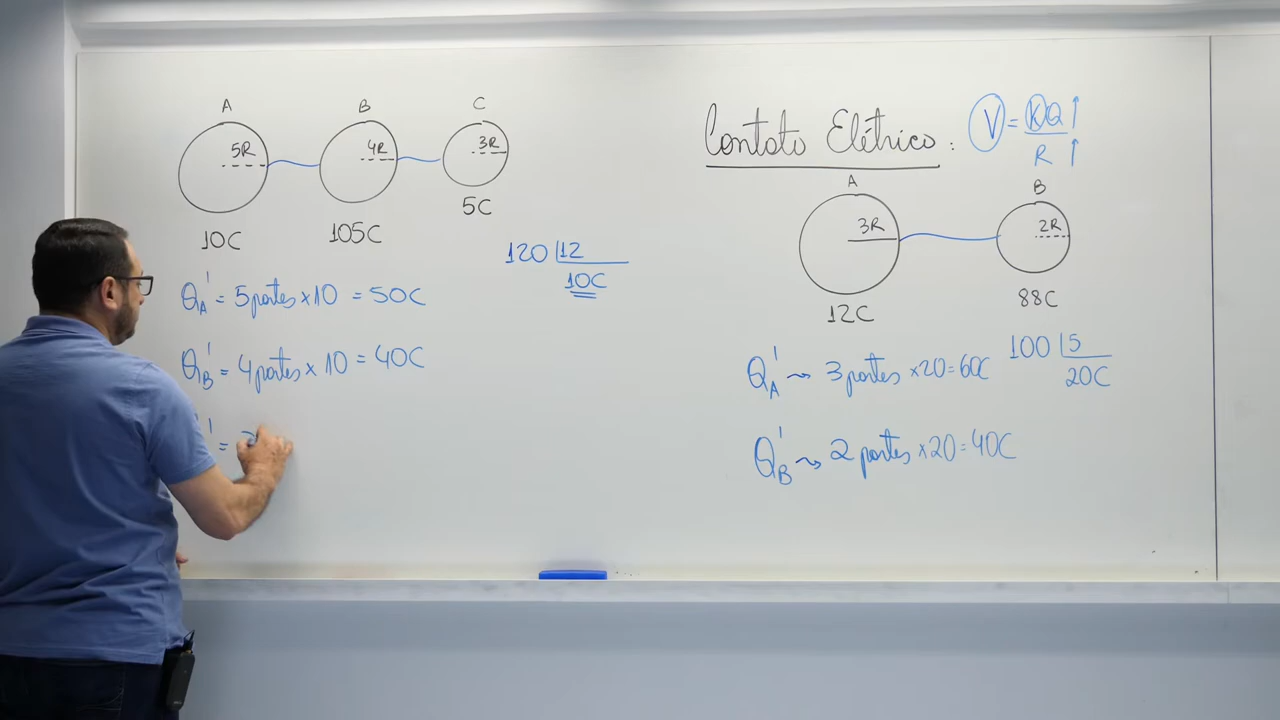 A B C
5R 4R 3R
10C 105C 5C
120 12
10C
Q'A = 5 partes × 10 = 50C
Q'B = 4 partes × 10 = 40C
' =
Contato Elétrico:
V = KQ↑
R ↑
A B
3R 2R
12C 88C
100 5
20C
Q'A ⇝ 3 partes ×20=60C
Q'B ⇝ 2 partes ×20=40C